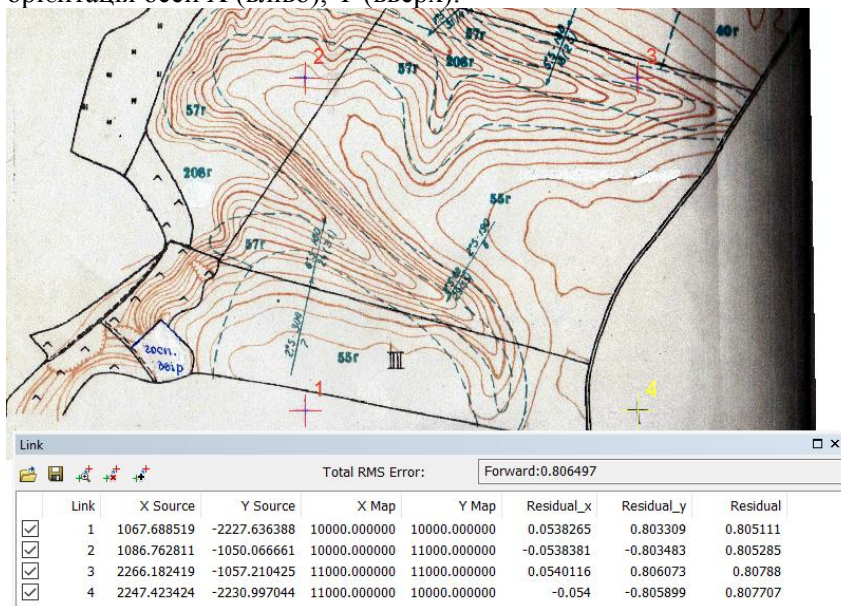 орієнтація осей X (вліво), Y (вверх).
57г
206г
40г
2
57г
3
57г
206г
55г
57г
госп.
двір
55г
III
1
4
Link
Total RMS Error:
Forward:0.806497
Link X Source Y Source X Map Y Map Residual_x Residual_y Residual
1 1067.688519 -2227.636388 10000.000000 10000.000000 0.0538265 0.803309 0.805111
2 1086.762811 -1050.066661 10000.000000 11000.000000 -0.0538381 -0.803483 0.805285
3 2266.182419 -1057.210425 11000.000000 11000.000000 0.0540116 0.806073 0.80788
4 2247.423424 -2230.997044 11000.000000 10000.000000 -0.054 -0.805899 0.807707